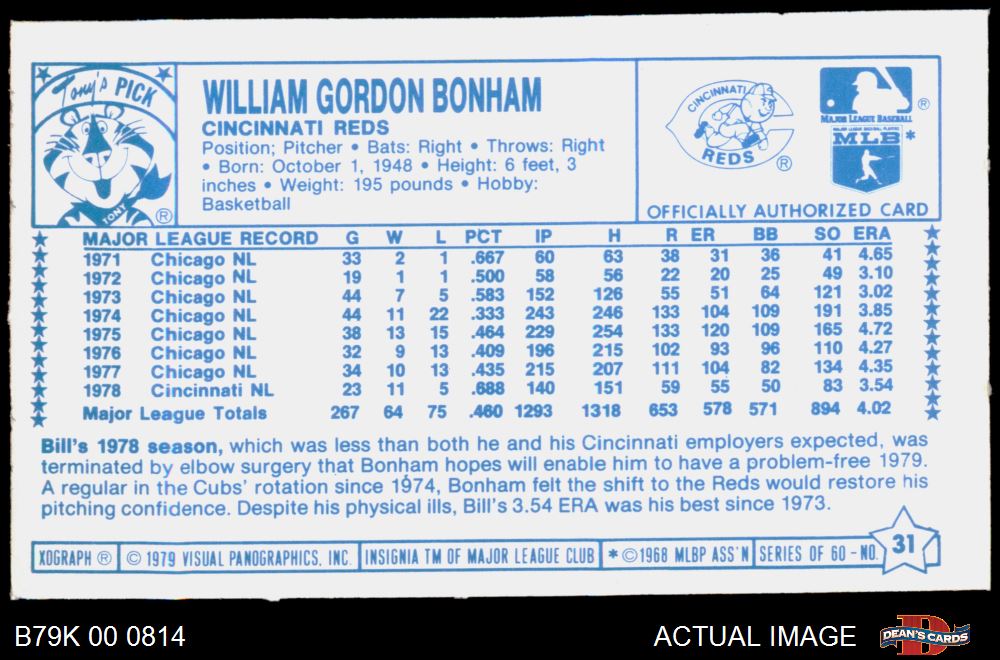 Tony's PICK
TONY
®
WILLIAM GORDON BONHAM
CINCINNATI REDS
Position; Pitcher • Bats: Right • Throws: Right
• Born: October 1, 1948 • Height: 6 feet, 3
inches • Weight: 195 pounds • Hobby:
Basketball
CINCINNATI
REDS
®
®
MAJOR LEAGUE BASEBALL
MAJOR LEAGUE BASEBALL PLAYERS
MLB *
OFFICIALLY AUTHORIZED CARD
MAJOR LEAGUE RECORD G W L PCT IP H R ER BB SO ERA
1971 Chicago NL 33 2 1 .667 60 63 38 31 36 41 4.65
1972 Chicago NL 19 1 1 .500 58 56 22 20 25 49 3.10
1973 Chicago NL 44 7 5 .583 152 126 55 51 64 121 3.02
1974 Chicago NL 44 11 22 .333 243 246 133 104 109 191 3.85
1975 Chicago NL 38 13 15 .464 229 254 133 120 109 165 4.72
1976 Chicago NL 32 9 13 .409 196 215 102 93 96 110 4.27
1977 Chicago NL 34 10 13 .435 215 207 111 104 82 134 4.35
1978 Cincinnati NL 23 11 5 .688 140 151 59 55 50 83 3.54
Major League Totals 267 64 75 .460 1293 1318 653 578 571 894 4.02
Bill's 1978 season, which was less than both he and his Cincinnati employers expected, was
terminated by elbow surgery that Bonham hopes will enable him to have a problem-free 1979.
A regular in the Cubs' rotation since 1974, Bonham felt the shift to the Reds would restore his
pitching confidence. Despite his physical ills, Bill's 3.54 ERA was his best since 1973.
XOGRAPH ® © 1979 VISUAL PANOGRAPHICS, INC. INSIGNIA TM OF MAJOR LEAGUE CLUB * © 1968 MLBP ASS'N SERIES OF 60 - NO. 31
B79K 00 0814
ACTUAL IMAGE
DEAN'S CARDS